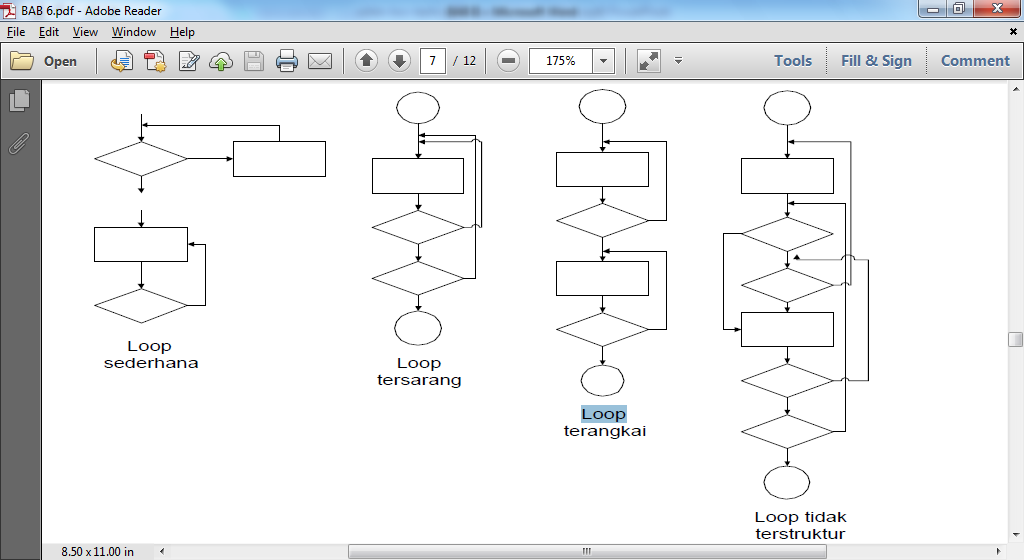 BAB 6.pdf - Adobe Reader
File Edit View Window Help
Open
7 / 12
175%
Tools
Fill & Sign
Comment
Loop
sederhana
Loop
tersarang
Loop
terangkai
Loop tidak
terstruktur
8.50 x 11.00 in